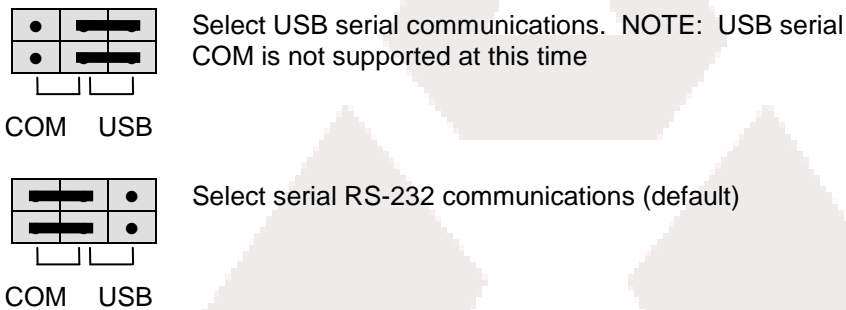 Select USB serial communications.  NOTE:  USB serial
COM is not supported at this time
COM USB
Select serial RS-232 communications (default)
COM USB